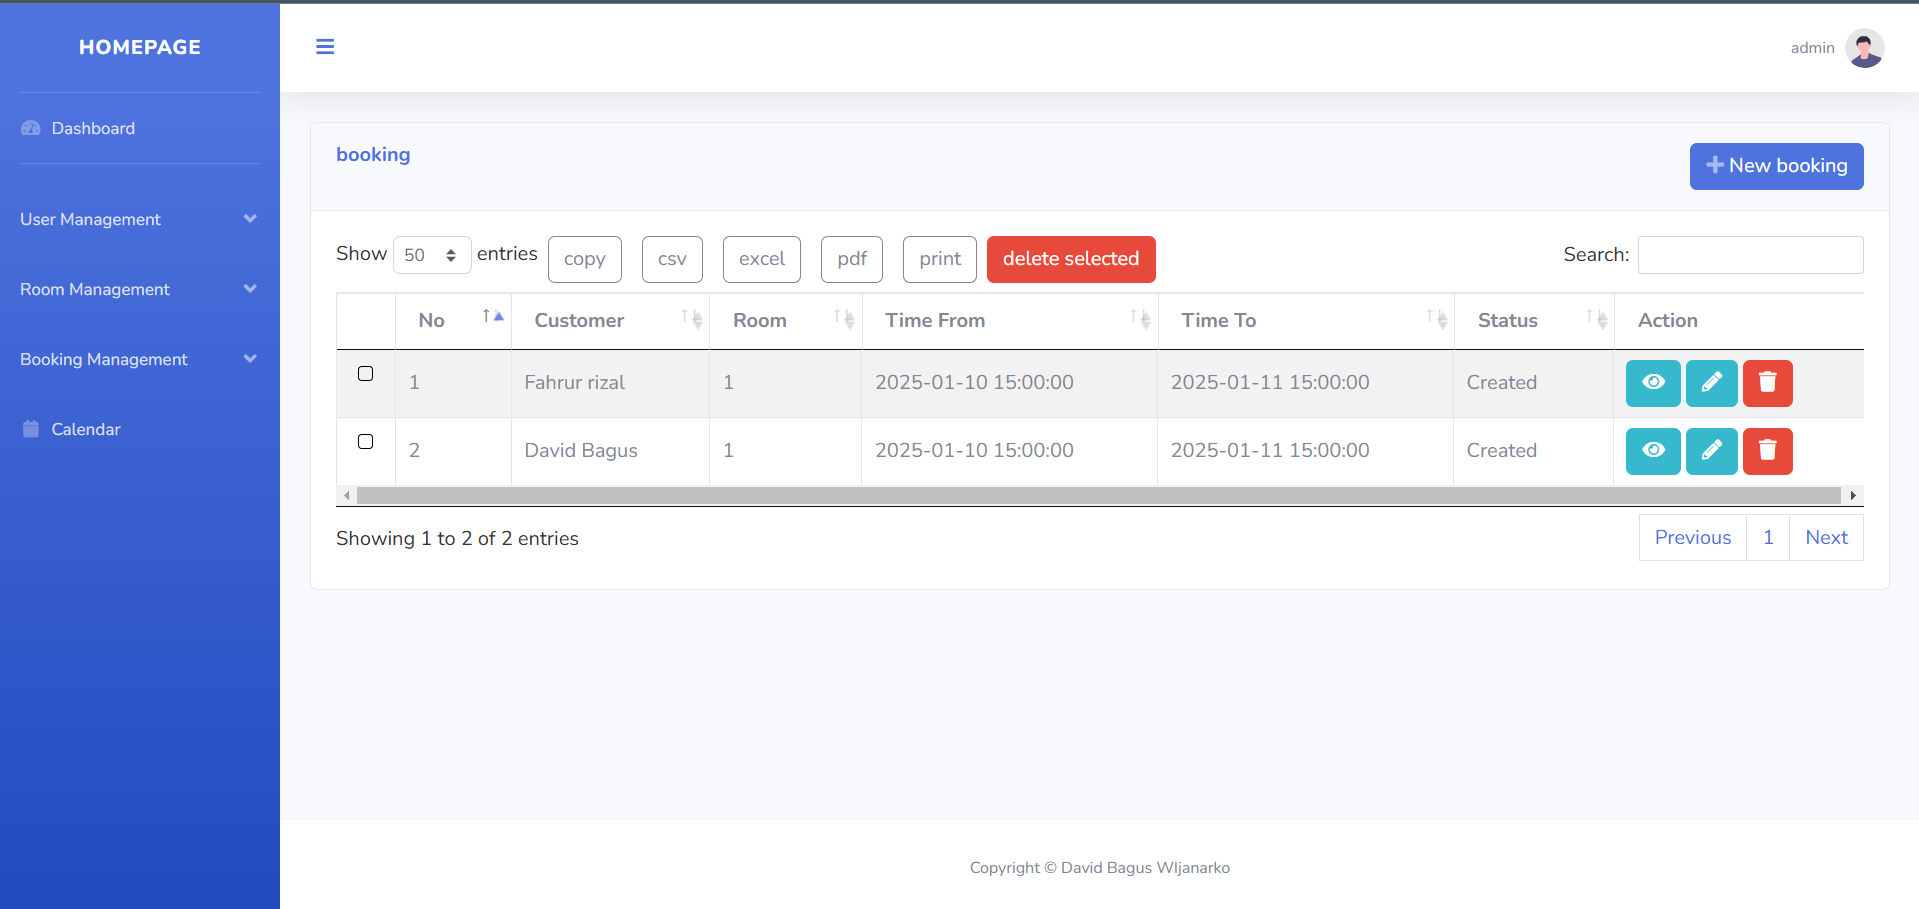 HOMEPAGE
admin
Dashboard
User Management
Room Management
Booking Management
Calendar
booking
New booking
Show 50 entries copy csv excel pdf print delete selected Search:
No Customer Room Time From Time To Status Action
1 Fahrur rizal 1 2025-01-10 15:00:00 2025-01-11 15:00:00 Created
2 David Bagus 1 2025-01-10 15:00:00 2025-01-11 15:00:00 Created
Showing 1 to 2 of 2 entries Previous 1 Next
Copyright © David Bagus WIjanarko